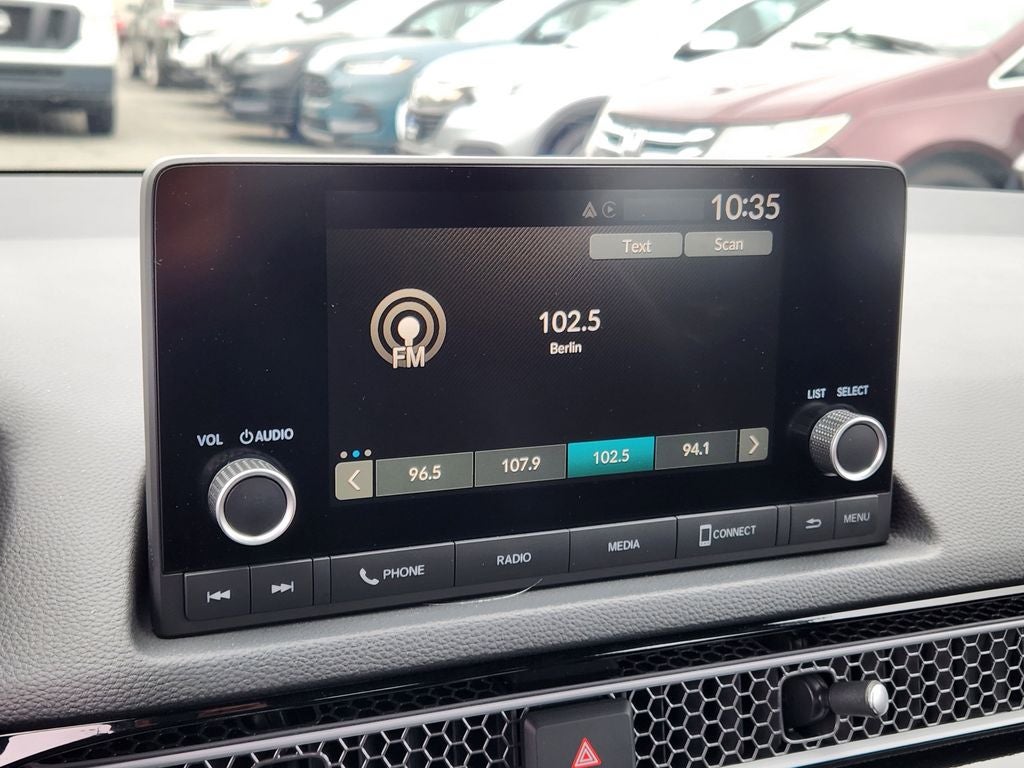 10:35
Text Scan
102.5
Berlin
FM
LIST SELECT
VOL AUDIO
96.5 107.9 102.5 94.1
PHONE RADIO MEDIA CONNECT MENU